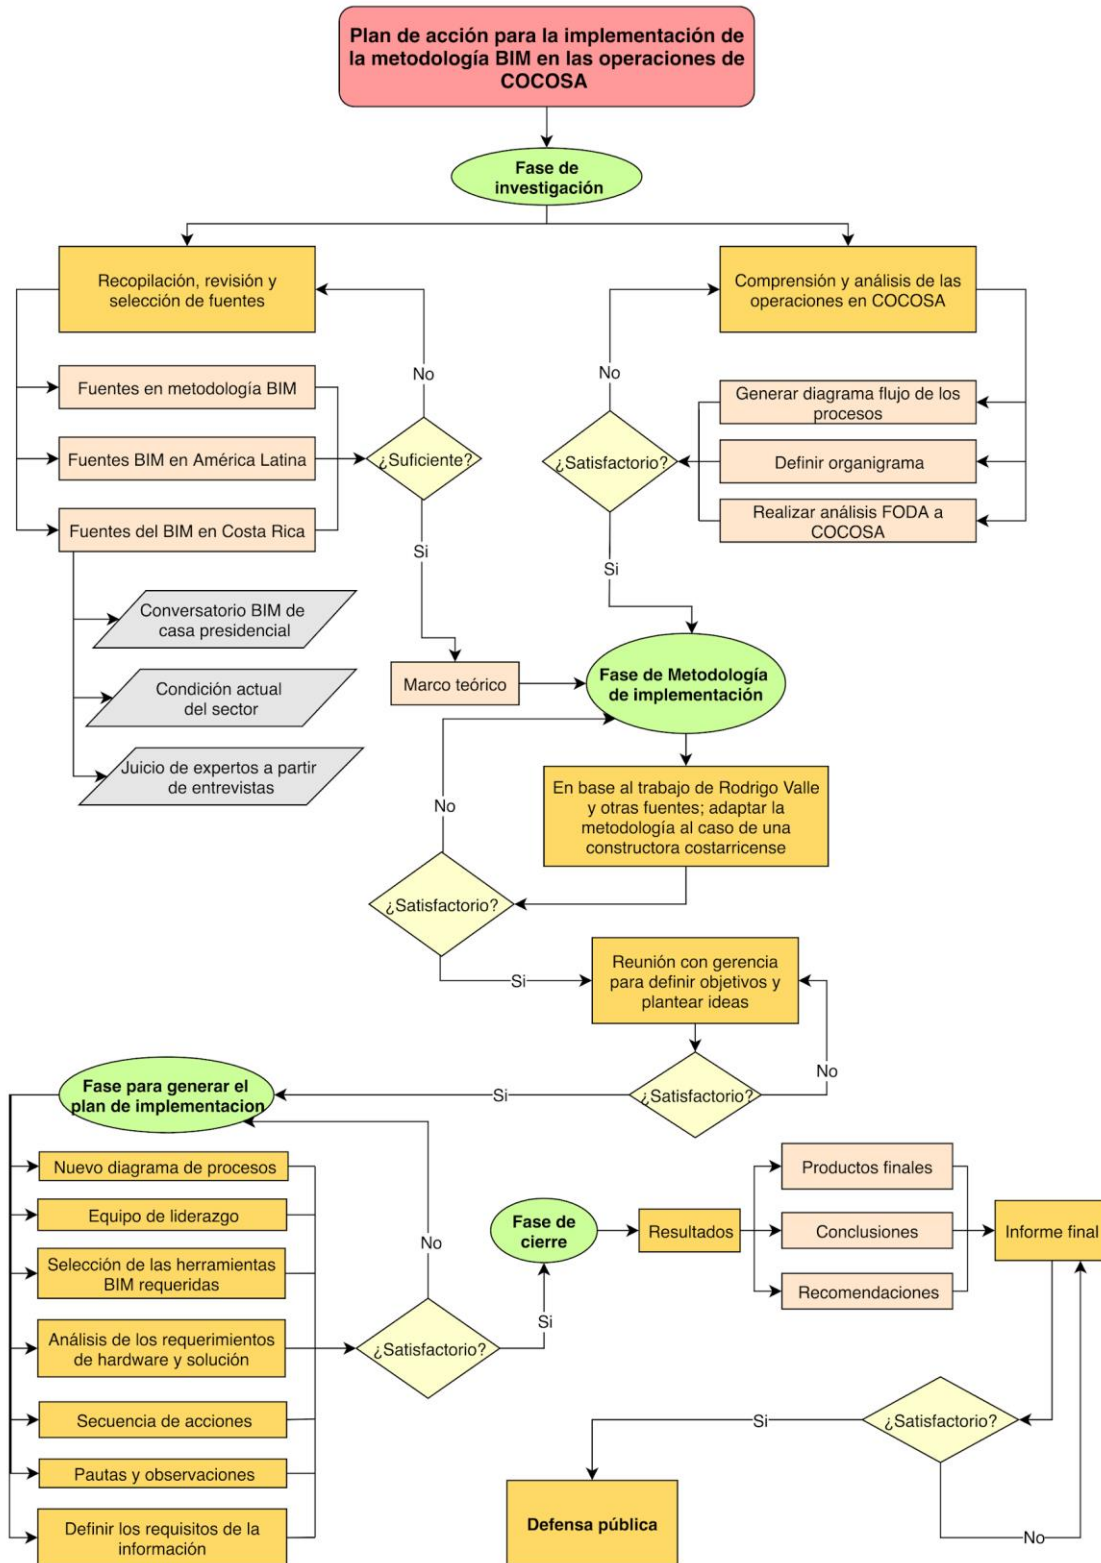 Plan de acción para la implementación de
la metodología BIM en las operaciones de
COCOSA
Fase de
investigación
Recopilación, revisión y
selección de fuentes
Comprensión y análisis de las
operaciones en COCOSA
No
No
Fuentes en metodología BIM
Generar diagrama flujo de los
procesos
Fuentes BIM en América Latina
¿Suficiente?
¿Satisfactorio?
Definir organigrama
Fuentes del BIM en Costa Rica
Realizar análisis FODA a
COCOSA
Si
Si
Conversatorio BIM de
casa presidencial
Condición actual
del sector
Juicio de expertos a partir
de entrevistas
Marco teórico
Fase de Metodología
de implementación
En base al trabajo de Rodrigo Valle
y otras fuentes; adaptar la
metodología al caso de una
constructora costarricense
No
¿Satisfactorio?
Si
Reunión con gerencia
para definir objetivos y
plantear ideas
No
¿Satisfactorio?
Si
Fase para generar el
plan de implementacion
Nuevo diagrama de procesos
Equipo de liderazgo
Selección de las herramientas
BIM requeridas
Análisis de los requerimientos
de hardware y solución
Secuencia de acciones
Pautas y observaciones
Definir los requisitos de la
información
No
¿Satisfactorio?
Si
Fase de
cierre
Resultados
Productos finales
Conclusiones
Recomendaciones
Informe final
¿Satisfactorio?
Si
No
Defensa pública